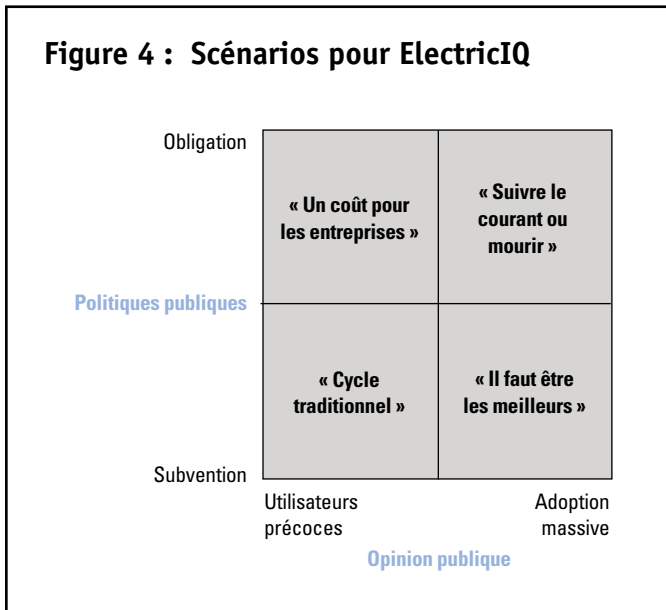 Figure 4 : Scénarios pour ElectricIQ
Obligation
« Un coût pour
les entreprises »
« Suivre le
courant ou
mourir »
Politiques publiques
« Cycle
traditionnel »
« Il faut être
les meilleurs »
Subvention
Utilisateurs
précoces
Adoption
massive
Opinion publique